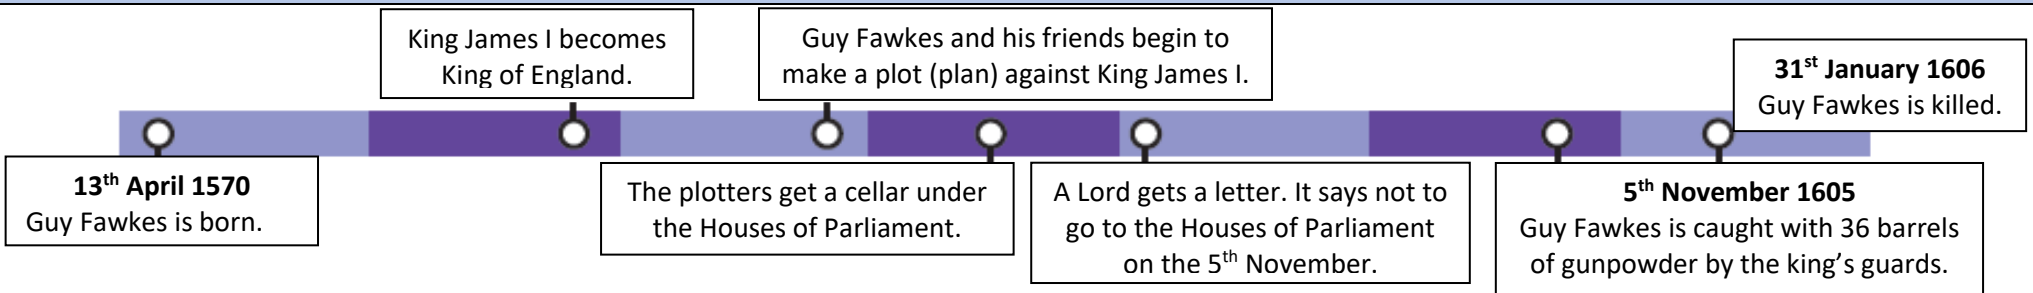 13th April 1570
Guy Fawkes is born.
King James I becomes
King of England.
Guy Fawkes and his friends begin to
make a plot (plan) against King James I.
The plotters get a cellar under
the Houses of Parliament.
A Lord gets a letter. It says not to
go to the Houses of Parliament
on the 5th November.
5th November 1605
Guy Fawkes is caught with 36 barrels
of gunpowder by the king’s guards.
31st January 1606
Guy Fawkes is killed.